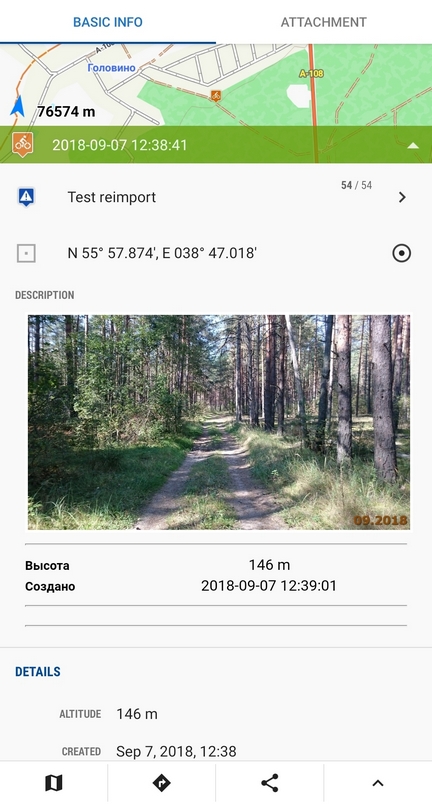 BASIC INFO
ATTACHMENT
Головино
A-108
A-108
76574 m
2018-09-07 12:38:41
Test reimport
54 / 54
N 55° 57.874', E 038° 47.018'
DESCRIPTION
09.2018
Высота 146 m
Создано 2018-09-07 12:39:01
DETAILS
ALTITUDE 146 m
CREATED Sep 7, 2018, 12:38